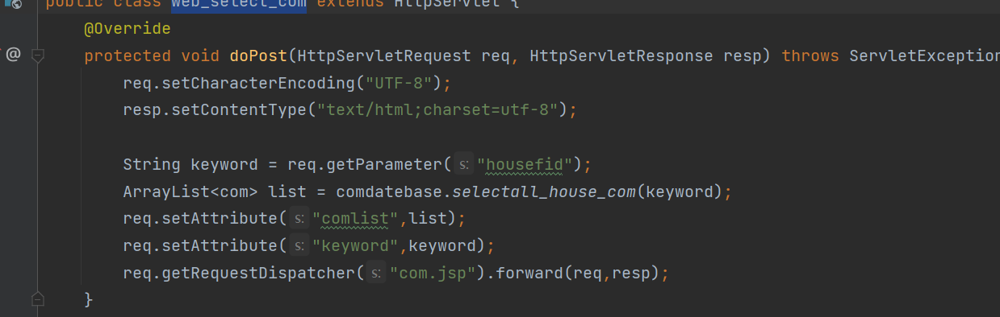 public class web_select_com extends HttpServlet {
@Override
protected void doPost(HttpServletRequest req, HttpServletResponse resp) throws ServletException
req.setCharacterEncoding("UTF-8");
resp.setContentType("text/html;charset=utf-8");
String keyword = req.getParameter( s: "housefid");
ArrayList<com> list = comdatebase.selectall_house_com(keyword);
req.setAttribute( s: "comlist",list);
req.setAttribute( s: "keyword",keyword);
req.getRequestDispatcher( s: "com.jsp").forward(req,resp);
}